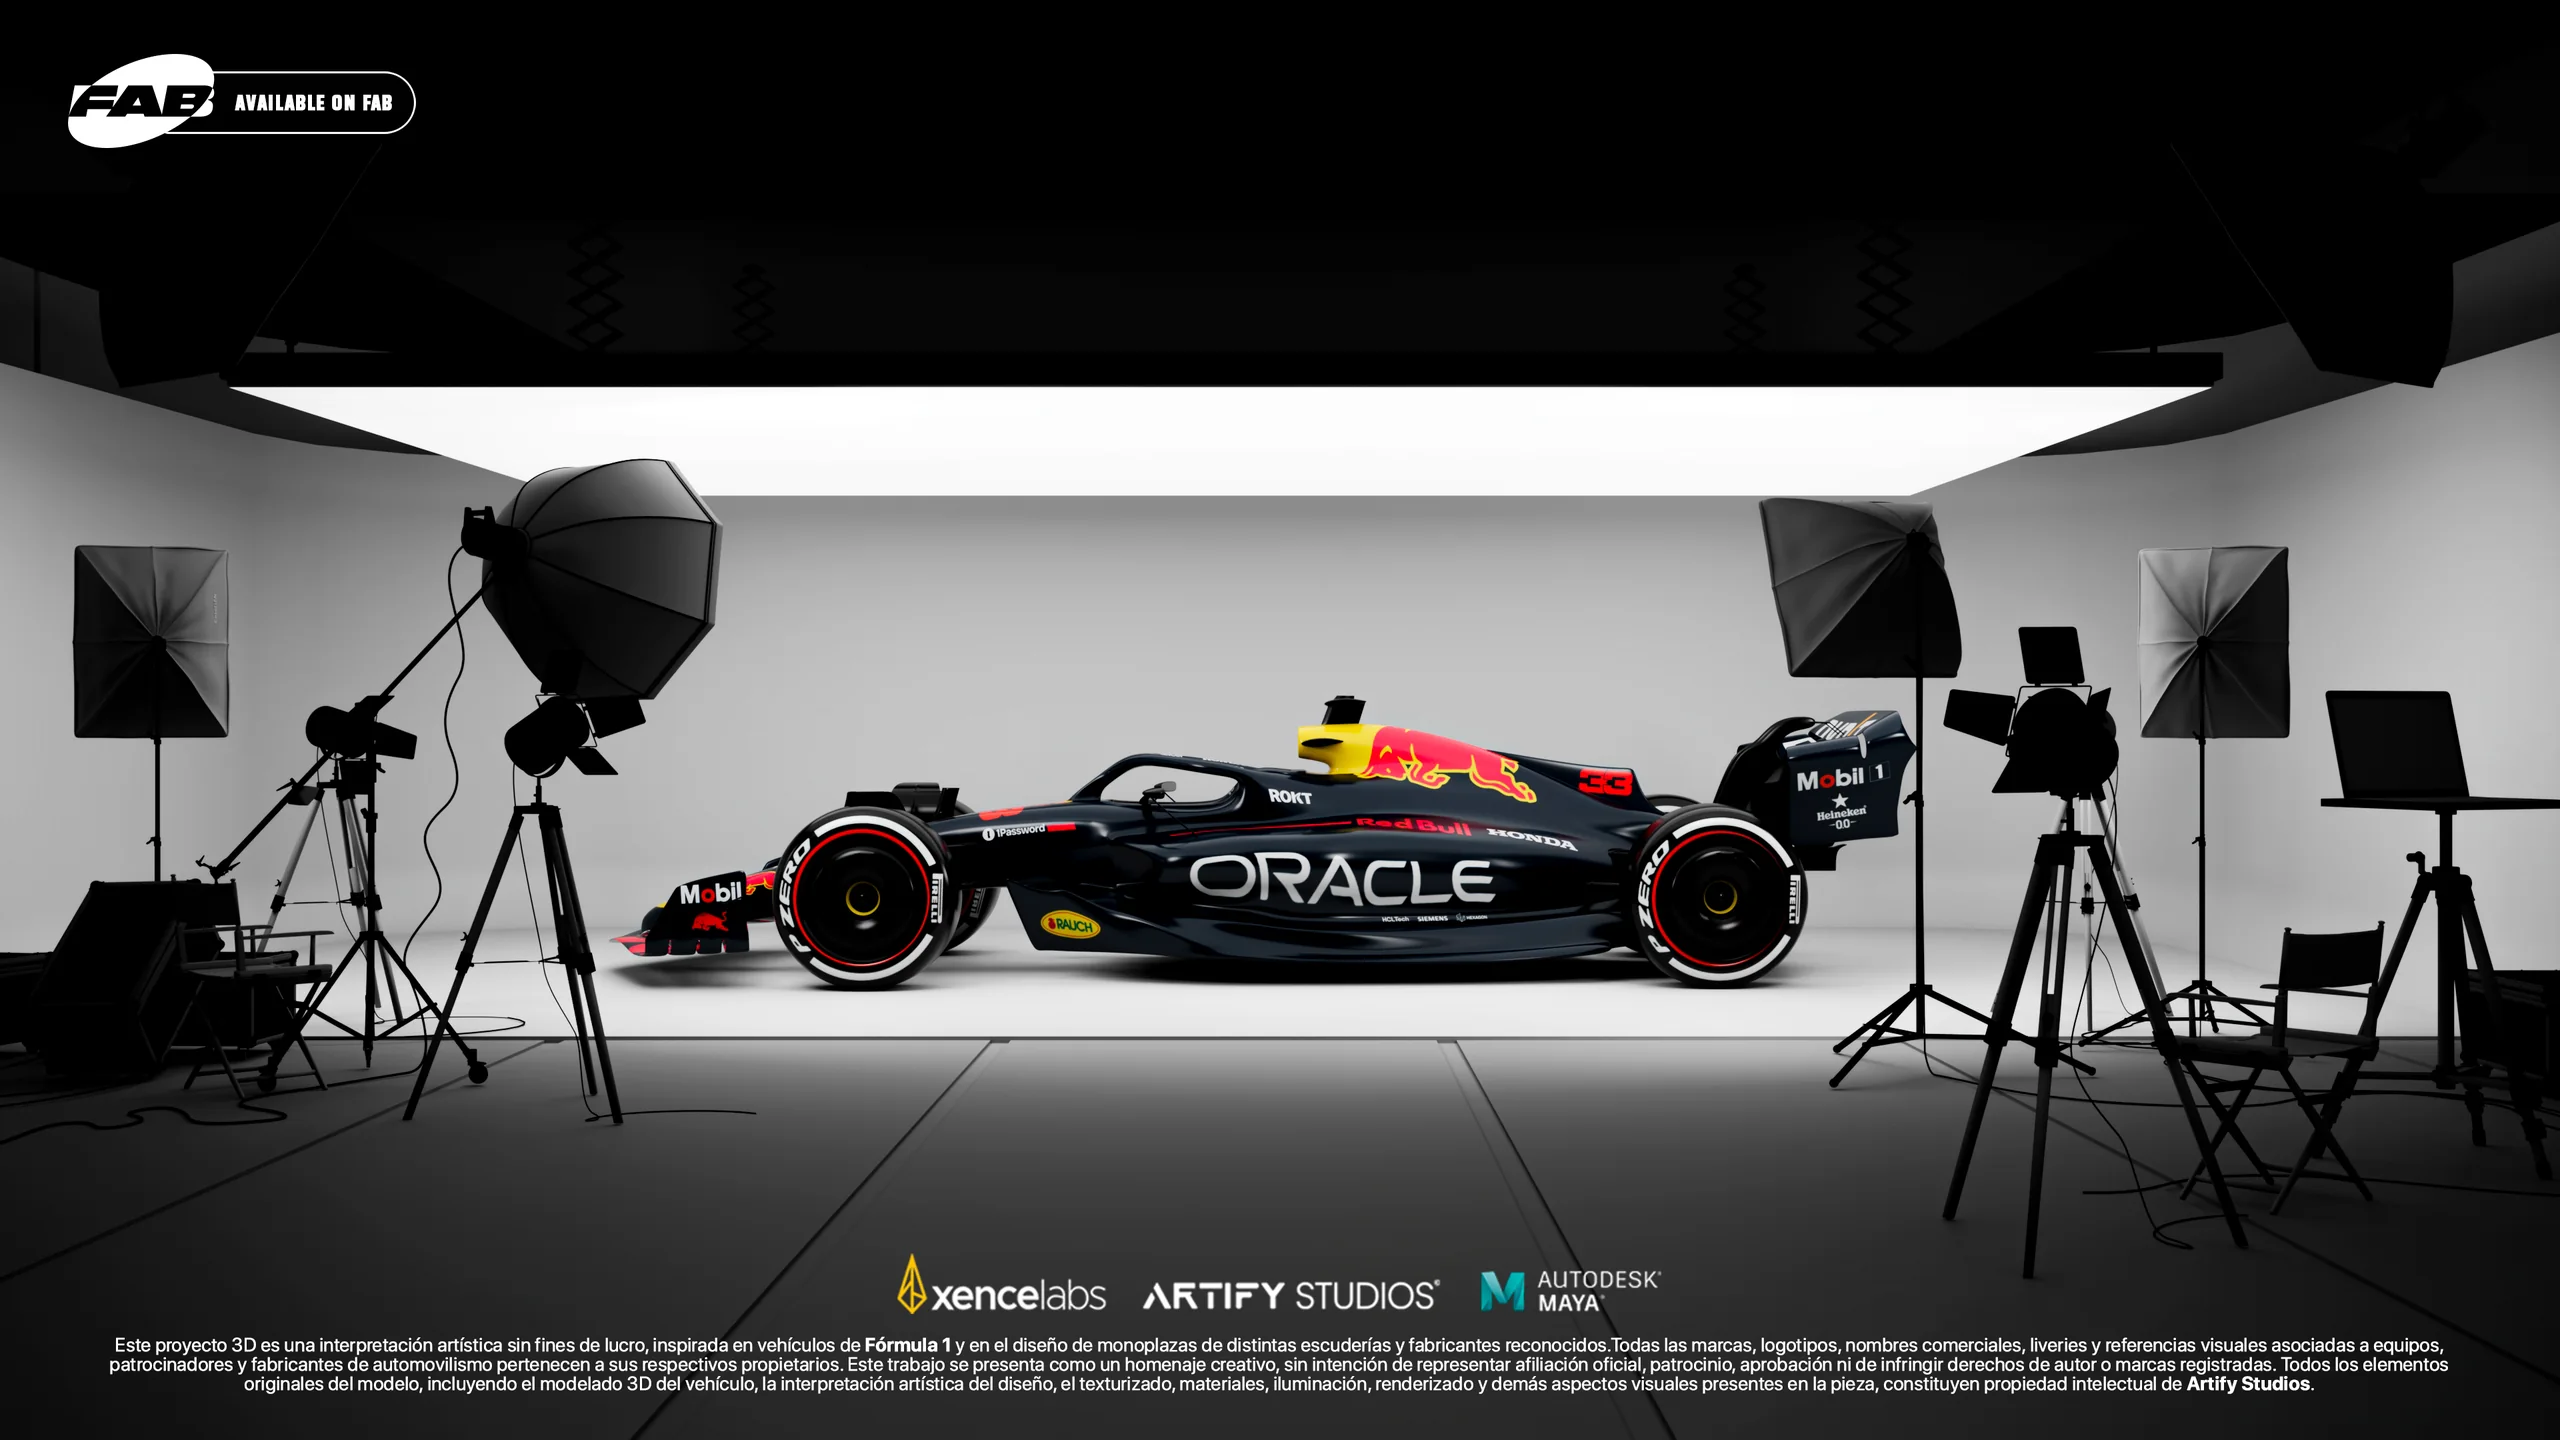 FAB
AVAILABLE ON FAB
33
Mobil 1
Heineken
0.0
ROKT
1Password
Red Bull
HONDA
ORACLE
Mobil
RAUCH
HCLTech SIEMENS HEXAGON
P ZERO
PIRELLI
P ZERO
PIRELLI
xencelabs
ARTIFY STUDIOS®
AUTODESK®
MAYA®
Este proyecto 3D es una interpretación artística sin fines de lucro, inspirada en vehículos de Fórmula 1 y en el diseño de monoplazas de distintas escuderías y fabricantes reconocidos.Todas las marcas, logotipos, nombres comerciales, liveries y referencias visuales asociadas a equipos,
patrocinadores y fabricantes de automovilismo pertenecen a sus respectivos propietarios. Este trabajo se presenta como un homenaje creativo, sin intención de representar afiliación oficial, patrocinio, aprobación ni de infringir derechos de autor o marcas registradas. Todos los elementos
originales del modelo, incluyendo el modelado 3D del vehículo, la interpretación artística del diseño, el texturizado, materiales, iluminación, renderizado y demás aspectos visuales presentes en la pieza, constituyen propiedad intelectual de Artify Studios.